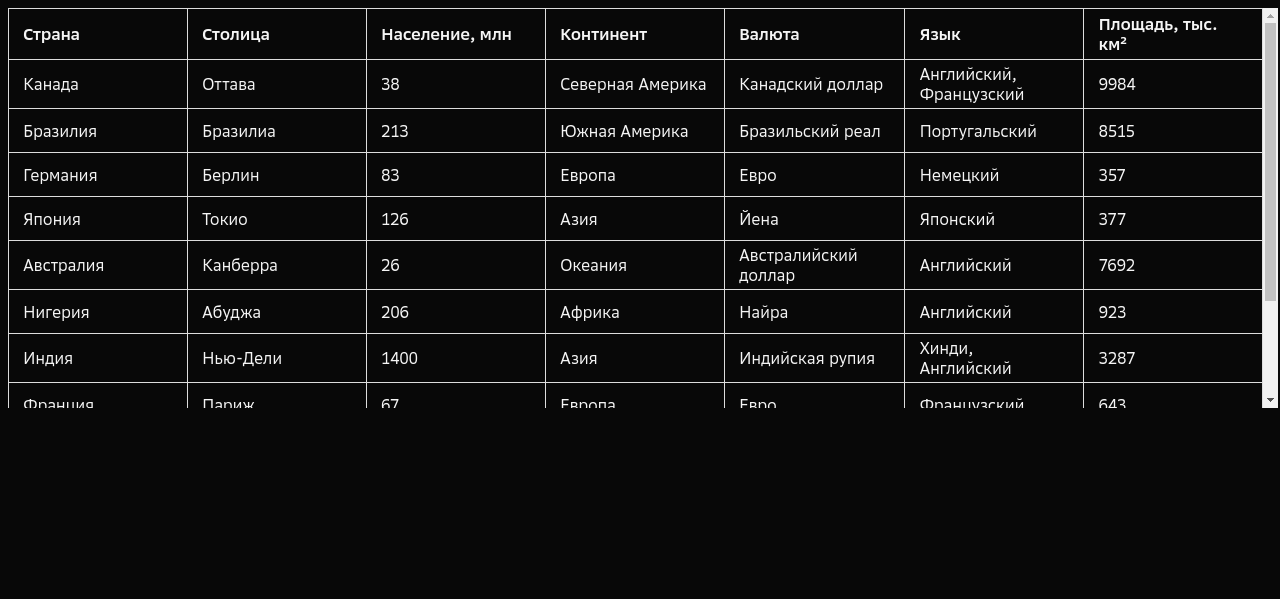 Страна Столица Население, млн Континент Валюта Язык Площадь, тыс. км²
Канада Оттава 38 Северная Америка Канадский доллар Английский, Французский 9984
Бразилия Бразилиа 213 Южная Америка Бразильский реал Португальский 8515
Германия Берлин 83 Европа Евро Немецкий 357
Япония Токио 126 Азия Йена Японский 377
Австралия Канберра 26 Океания Австралийский доллар Английский 7692
Нигерия Абуджа 206 Африка Найра Английский 923
Индия Нью-Дели 1400 Азия Индийская рупия Хинди, Английский 3287
Франция Париж 67 Европа Евро Французский 643